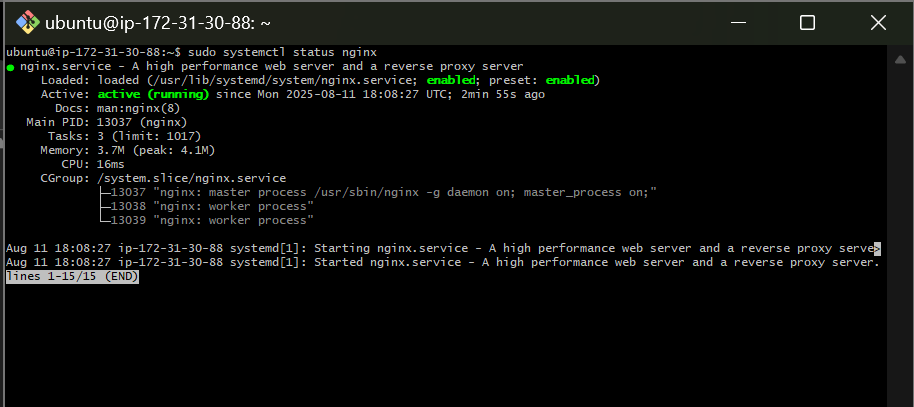 ubuntu@ip-172-31-30-88: ~
ubuntu@ip-172-31-30-88:~$ sudo systemctl status nginx
● nginx.service - A high performance web server and a reverse proxy server
     Loaded: loaded (/usr/lib/systemd/system/nginx.service; enabled; preset: enabled)
     Active: active (running) since Mon 2025-08-11 18:08:27 UTC; 2min 55s ago
       Docs: man:nginx(8)
   Main PID: 13037 (nginx)
      Tasks: 3 (limit: 1017)
     Memory: 3.7M (peak: 4.1M)
        CPU: 16ms
     CGroup: /system.slice/nginx.service
             ├─13037 "nginx: master process /usr/sbin/nginx -g daemon on; master_process on;"
             ├─13038 "nginx: worker process"
             └─13039 "nginx: worker process"
Aug 11 18:08:27 ip-172-31-30-88 systemd[1]: Starting nginx.service - A high performance web server and a reverse proxy serve>
Aug 11 18:08:27 ip-172-31-30-88 systemd[1]: Started nginx.service - A high performance web server and a reverse proxy server.
lines 1-15/15 (END)